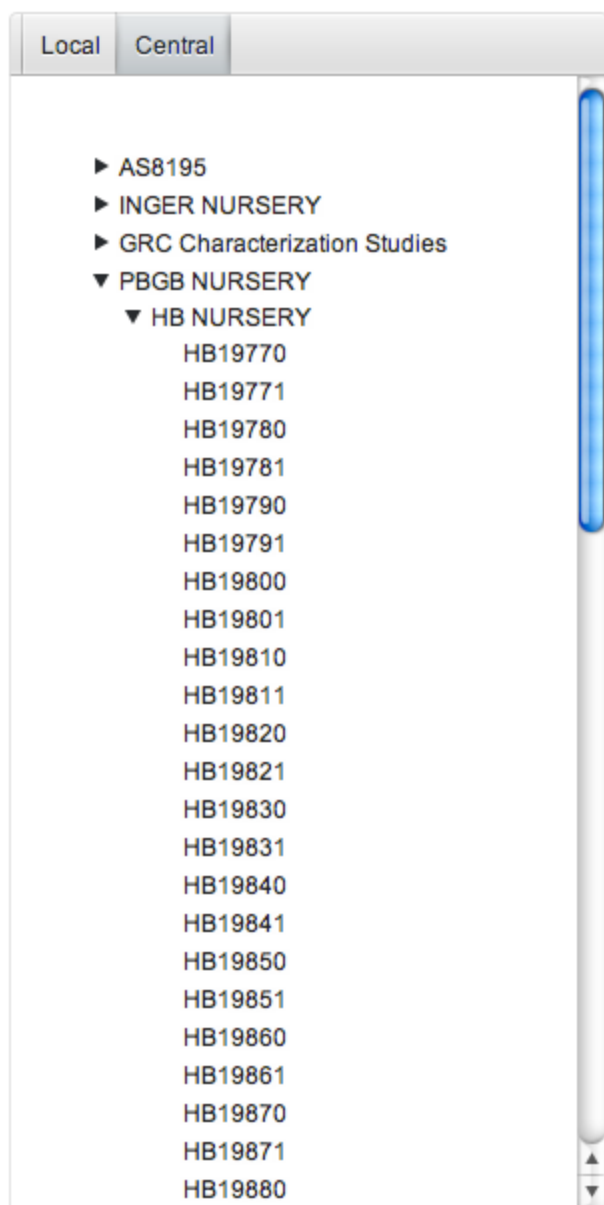 Local Central
AS8195
INGER NURSERY
GRC Characterization Studies
PBGB NURSERY
HB NURSERY
HB19770
HB19771
HB19780
HB19781
HB19790
HB19791
HB19800
HB19801
HB19810
HB19811
HB19820
HB19821
HB19830
HB19831
HB19840
HB19841
HB19850
HB19851
HB19860
HB19861
HB19870
HB19871
HB19880